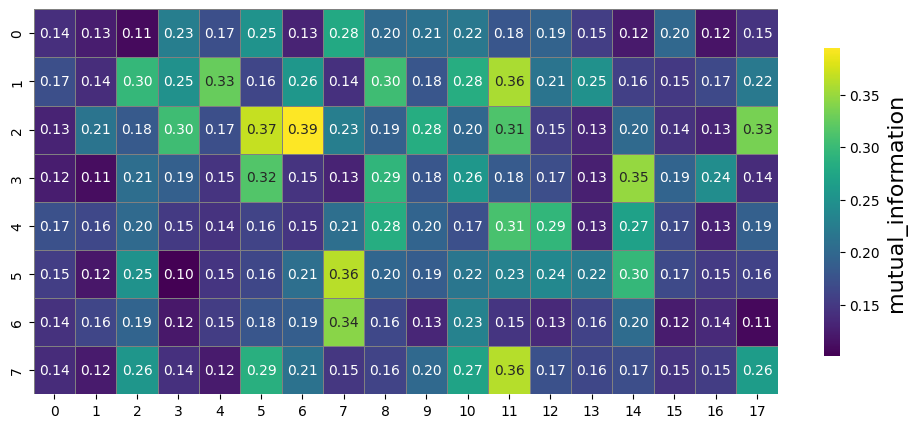 0 0.14 0.13 0.11 0.23 0.17 0.25 0.13 0.28 0.20 0.21 0.22 0.18 0.19 0.15 0.12 0.20 0.12 0.15
1 0.17 0.14 0.30 0.25 0.33 0.16 0.26 0.14 0.30 0.18 0.28 0.36 0.21 0.25 0.16 0.15 0.17 0.22
2 0.13 0.21 0.18 0.30 0.17 0.37 0.39 0.23 0.19 0.28 0.20 0.31 0.15 0.13 0.20 0.14 0.13 0.33
3 0.12 0.11 0.21 0.19 0.15 0.32 0.15 0.13 0.29 0.18 0.26 0.18 0.17 0.13 0.35 0.19 0.24 0.14
4 0.17 0.16 0.20 0.15 0.14 0.16 0.15 0.21 0.28 0.20 0.17 0.31 0.29 0.13 0.27 0.17 0.13 0.19
5 0.15 0.12 0.25 0.10 0.15 0.16 0.21 0.36 0.20 0.19 0.22 0.23 0.24 0.22 0.30 0.17 0.15 0.16
6 0.14 0.16 0.19 0.12 0.15 0.18 0.19 0.34 0.16 0.13 0.23 0.15 0.13 0.16 0.20 0.12 0.14 0.11
7 0.14 0.12 0.26 0.14 0.12 0.29 0.21 0.15 0.16 0.20 0.27 0.36 0.17 0.16 0.17 0.15 0.15 0.26
0 1 2 3 4 5 6 7 8 9 10 11 12 13 14 15 16 17
0.35
0.30
0.25
0.20
0.15
mutual_information